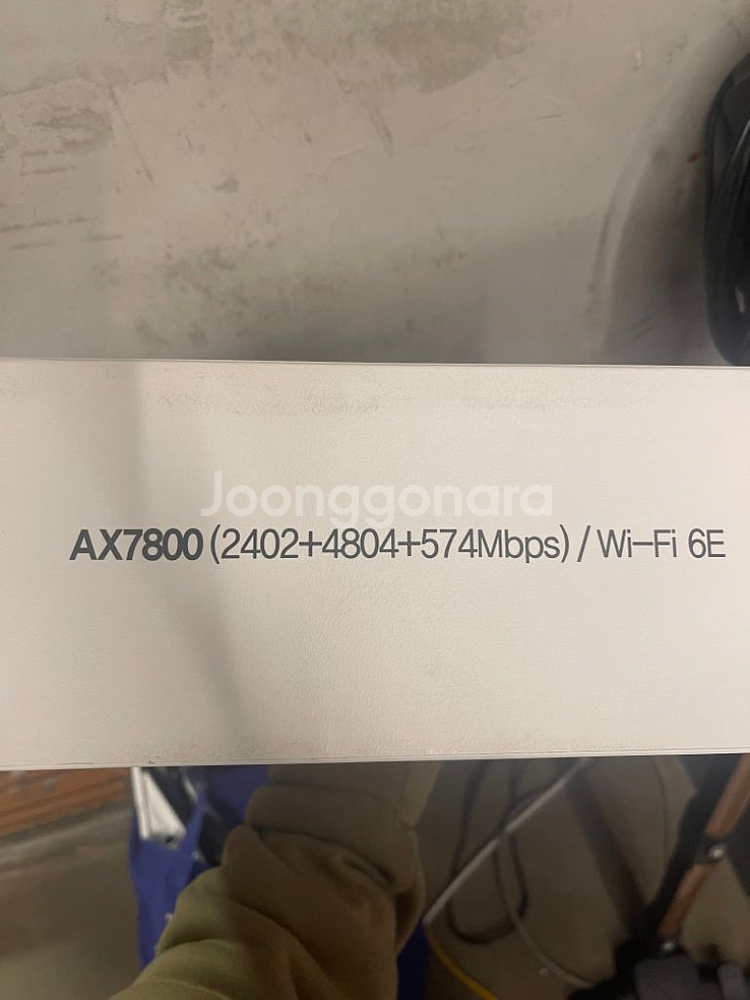 Joonggonara
AX7800 (2402+4804+574Mbps) / Wi-Fi 6E